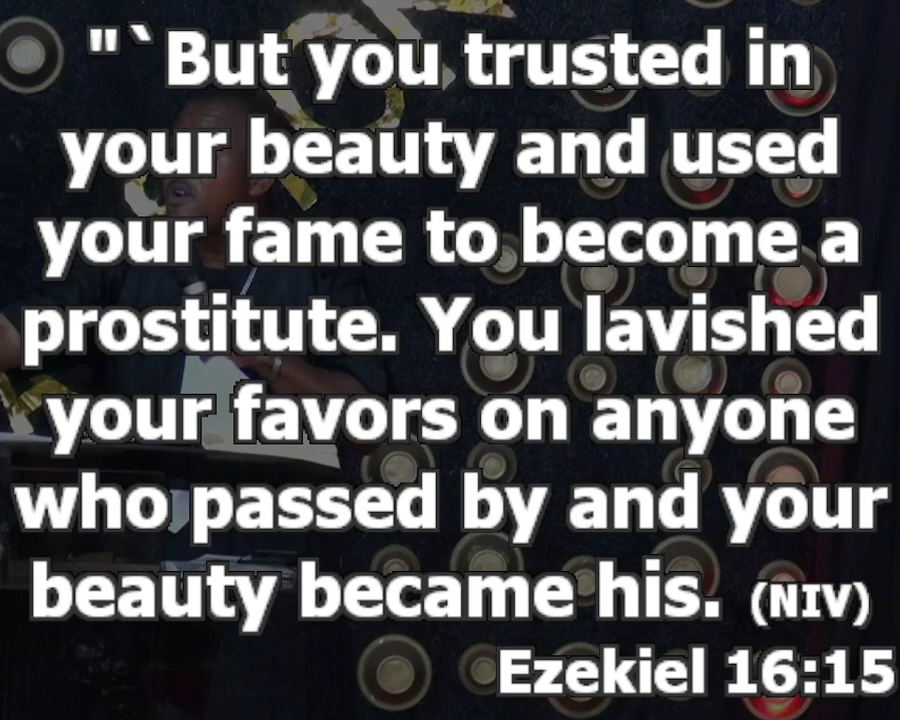 "`But you trusted in
your beauty and used
your fame to become a
prostitute. You lavished
your favors on anyone
who passed by and your
beauty became his. (NIV)
Ezekiel 16:15